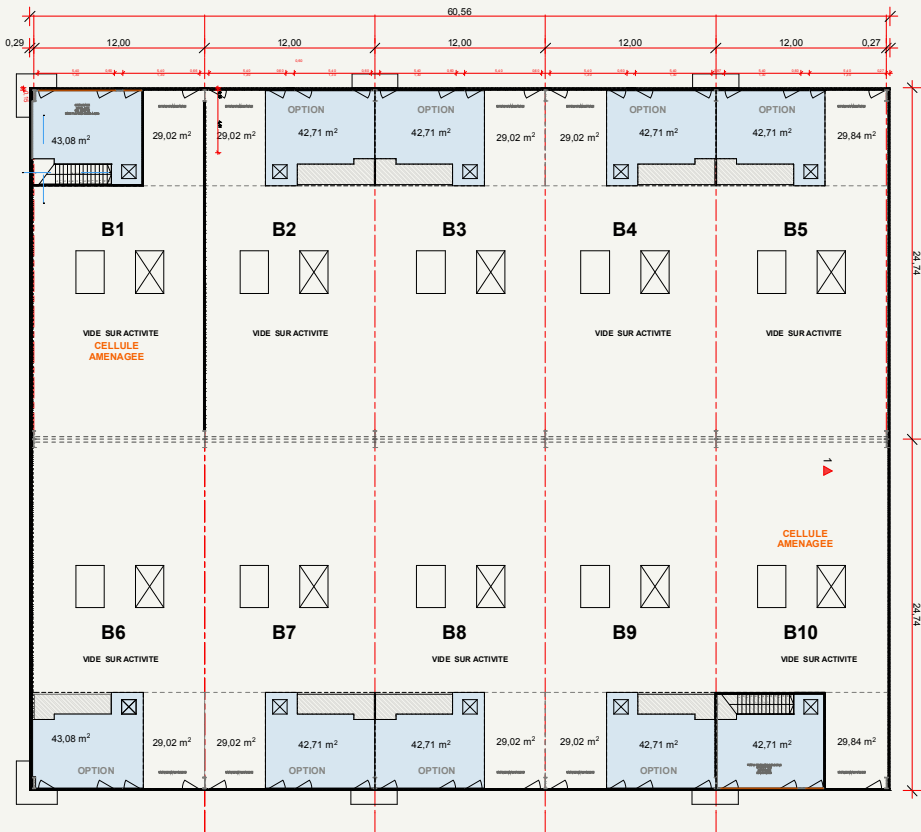 60,56
0,29 12,00 12,00 12,00 12,00 12,00 0,27
OPTION OPTION OPTION OPTION
43,08 m² 29,02 m² 29,02 m² 42,71 m² 42,71 m² 29,02 m² 29,02 m² 42,71 m² 42,71 m² 29,84 m²
B1 B2 B3 B4 B5
24,74
VIDE SUR ACTIVITE VIDE SUR ACTIVITE VIDE SUR ACTIVITE VIDE SUR ACTIVITE
CELLULE
AMENAGEE
1
CELLULE
AMENAGEE
24,74
B6 B7 B8 B9 B10
VIDE SUR ACTIVITE VIDE SUR ACTIVITE VIDE SUR ACTIVITE
43,08 m² 29,02 m² 29,02 m² 42,71 m² 42,71 m² 29,02 m² 29,02 m² 42,71 m² 42,71 m² 29,84 m²
OPTION OPTION OPTION OPTION